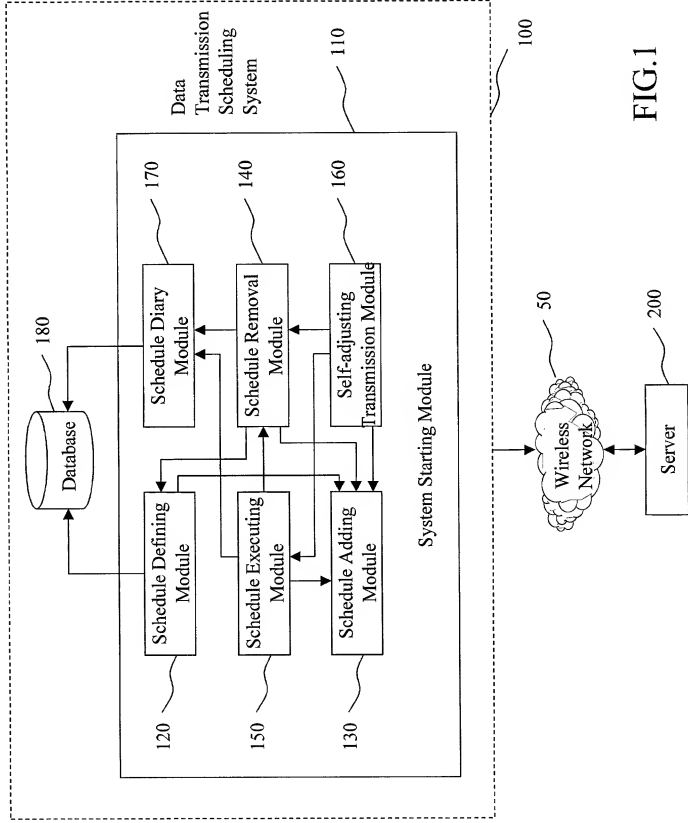 Data
Transmission
Scheduling
System
100
110
180
Database
120
Schedule Defining
Module
170
Schedule Diary
Module
150
Schedule Executing
Module
140
Schedule Removal
Module
130
Schedule Adding
Module
160
Self-adjusting
Transmission Module
System Starting Module
50
Wireless
Network
200
Server
FIG.1